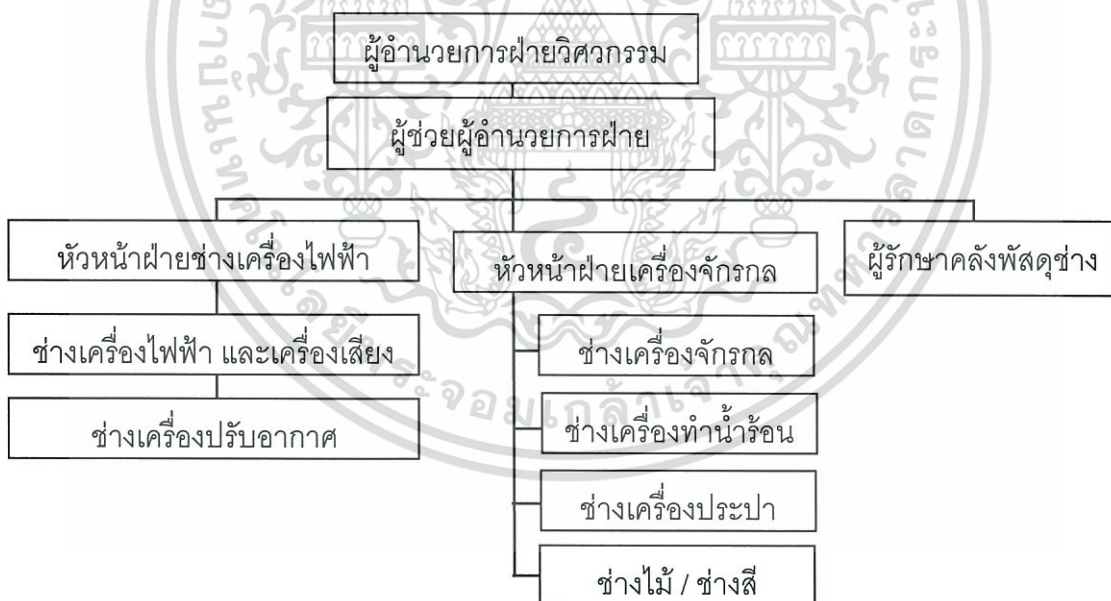 ผู้อำนวยการฝ่ายวิศวกรรม
ผู้ช่วยผู้อำนวยการฝ่าย
หัวหน้าฝ่ายช่างเครื่องไฟฟ้า
หัวหน้าฝ่ายเครื่องจักรกล
ผู้รักษาคลังพัสดุช่าง
ช่างเครื่องไฟฟ้า และเครื่องเสียง
ช่างเครื่องปรับอากาศ
ช่างเครื่องจักรกล
ช่างเครื่องทำน้ำร้อน
ช่างเครื่องประปา
ช่างไม้ / ช่างสี